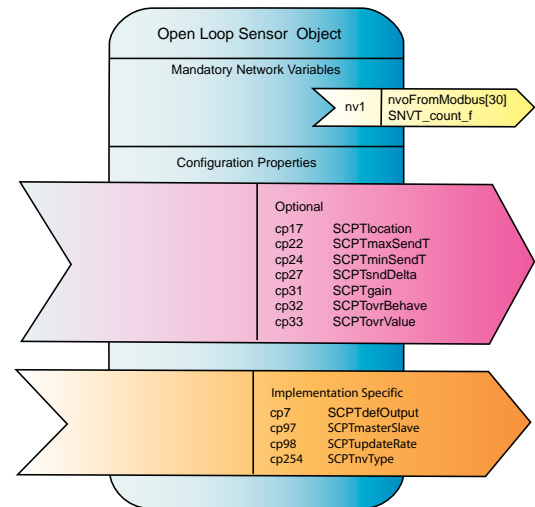 Open Loop Sensor Object
Mandatory Network Variables
nv1 nvoFromModbus[30]
SNVT_count_f
Configuration Properties
Optional
cp17 SCPTlocation
cp22 SCPTmaxSendT
cp24 SCPTminSendT
cp27 SCPTsndDelta
cp31 SCPTgain
cp32 SCPTovrBehave
cp33 SCPTovrValue
Implementation Specific
cp7 SCPTdefOutput
cp97 SCPTmasterSlave
cp98 SCPTupdateRate
cp254 SCPTnvType